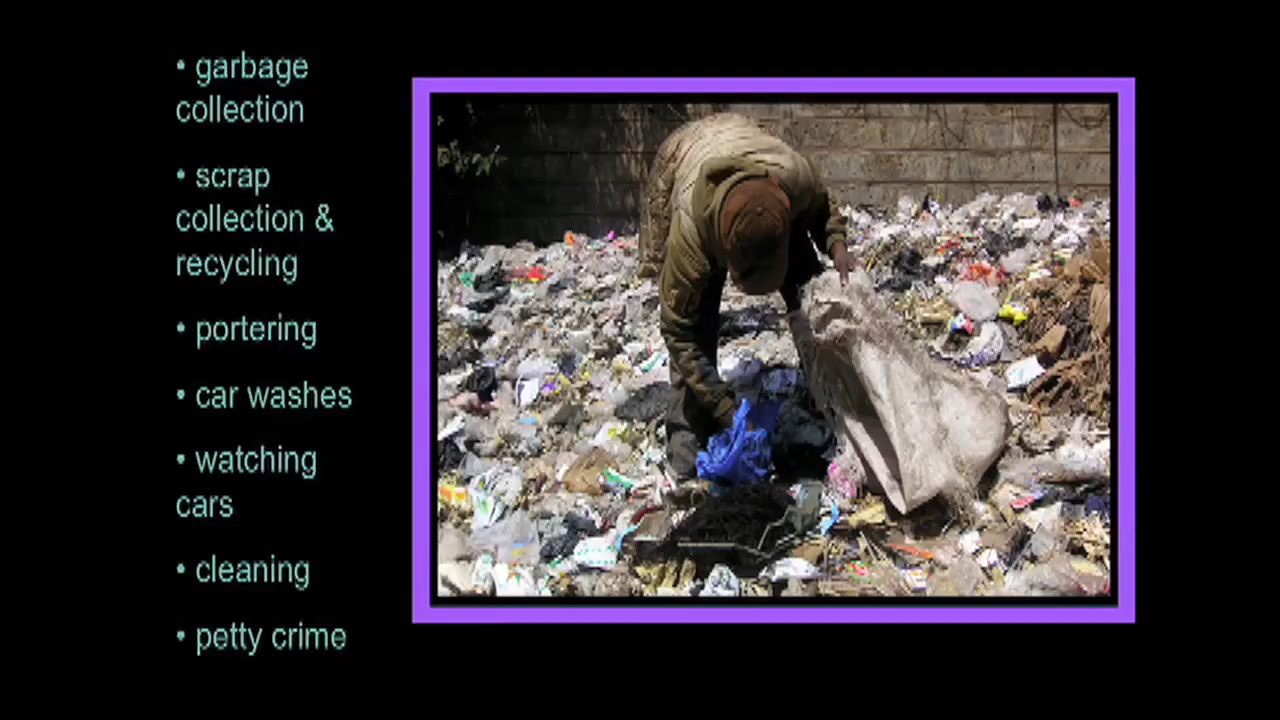 • garbage
collection
• scrap
collection &
recycling
• portering
• car washes
• watching
cars
• cleaning
• petty crime